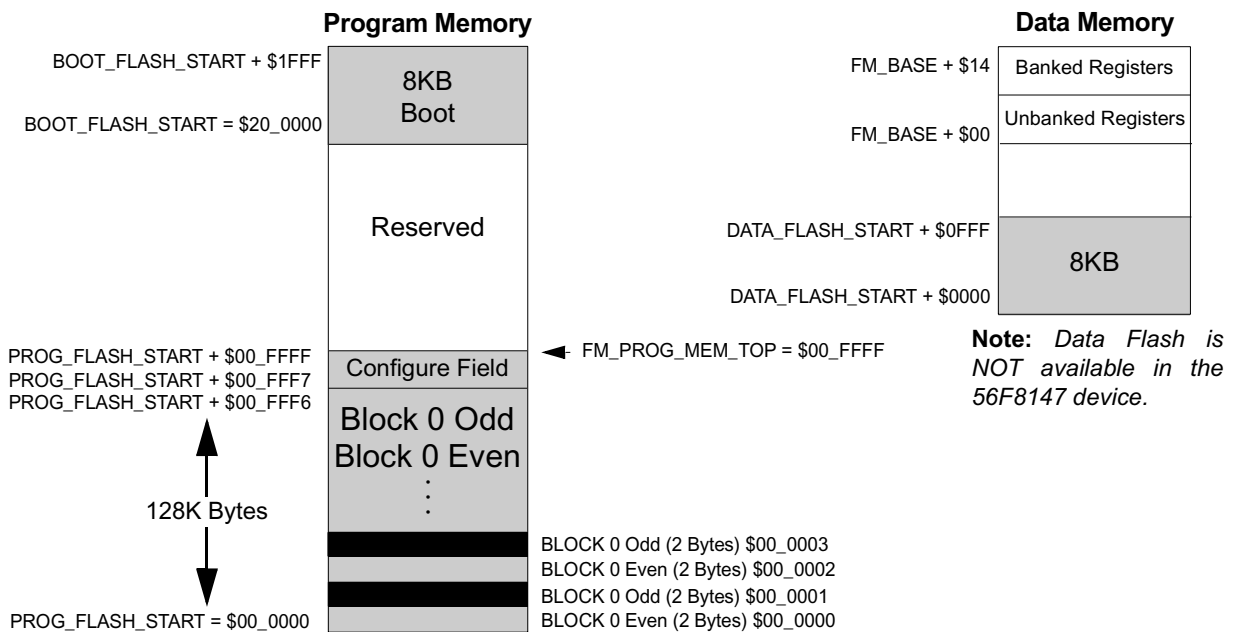 Program Memory
BOOT_FLASH_START + $1FFF
8KB
Boot
BOOT_FLASH_START = $20_0000
Reserved
PROG_FLASH_START + $00_FFFF
FM_PROG_MEM_TOP = $00_FFFF
Configure Field
PROG_FLASH_START + $00_FFF7
PROG_FLASH_START + $00_FFF6
Block 0 Odd
Block 0 Even
128K Bytes
BLOCK 0 Odd (2 Bytes) $00_0003
BLOCK 0 Even (2 Bytes) $00_0002
BLOCK 0 Odd (2 Bytes) $00_0001
PROG_FLASH_START = $00_0000
BLOCK 0 Even (2 Bytes) $00_0000
Data Memory
FM_BASE + $14
Banked Registers
Unbanked Registers
FM_BASE + $00
DATA_FLASH_START + $0FFF
8KB
DATA_FLASH_START + $0000
Note: Data Flash is
NOT available in the
56F8147 device.